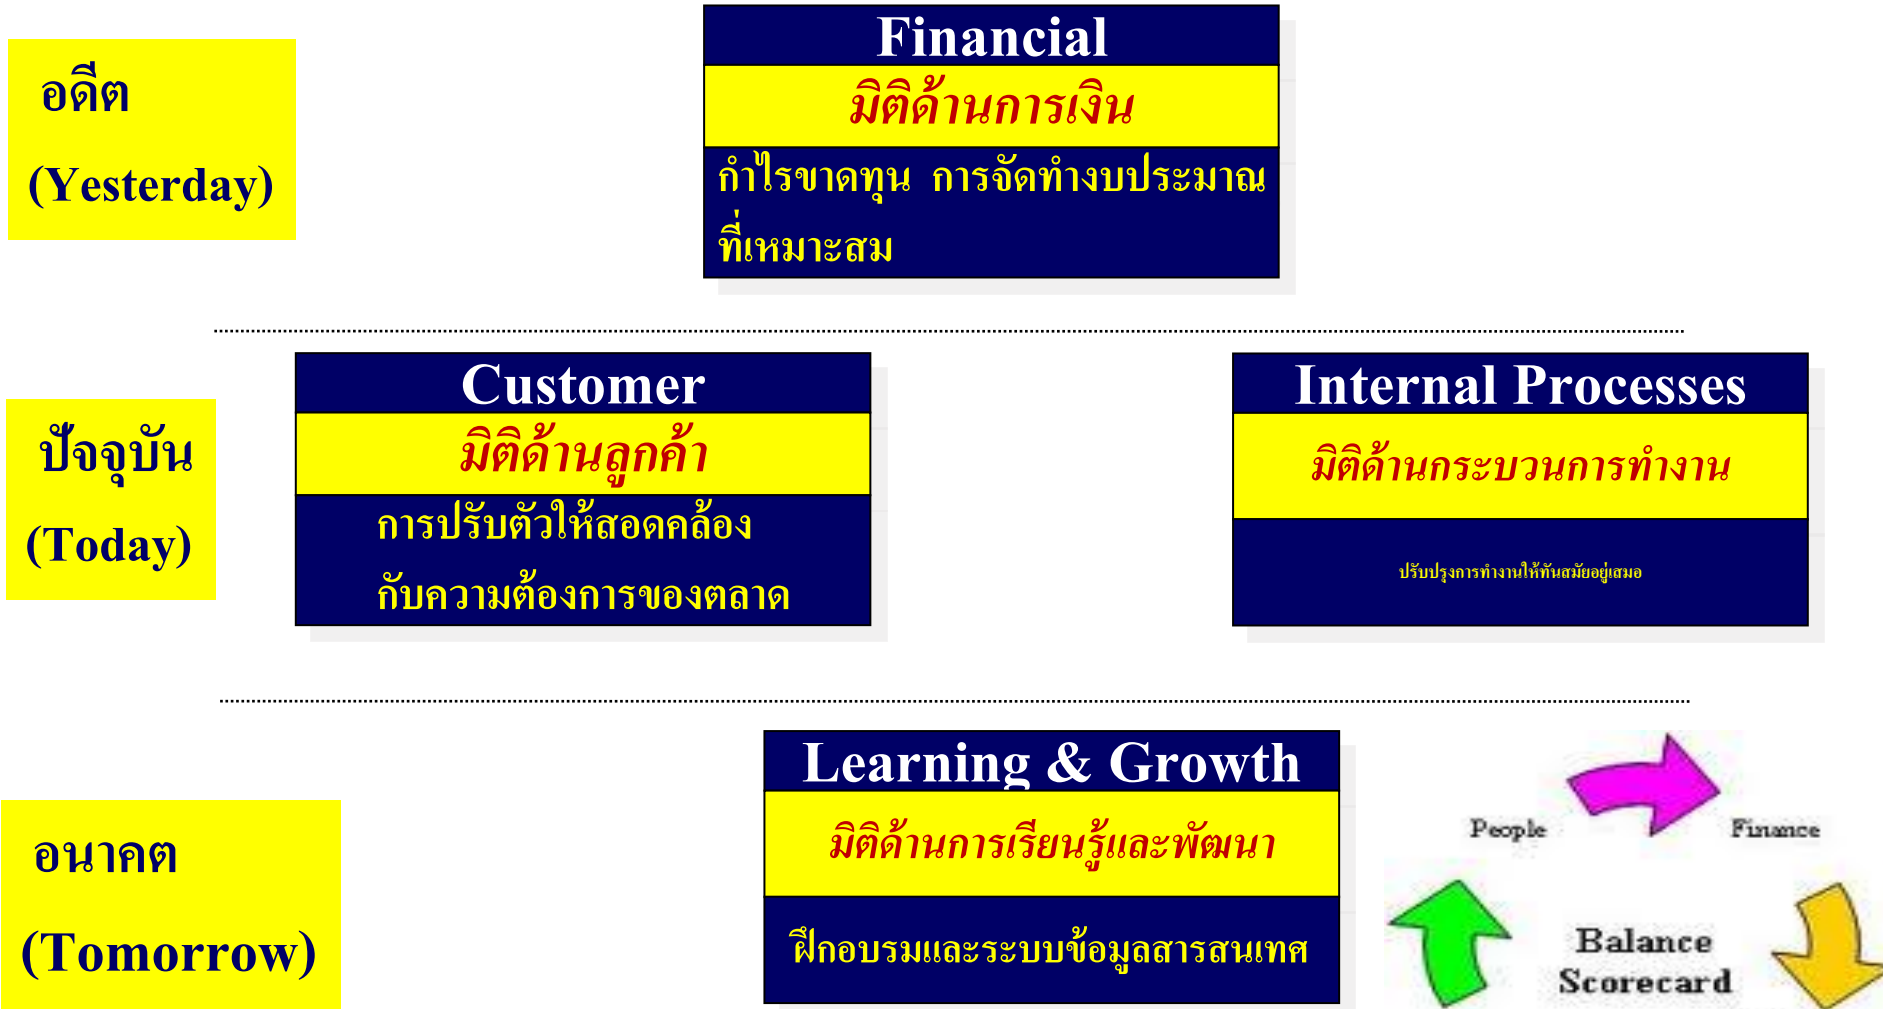 อดีต
(Yesterday)
Financial
มิติด้านการเงิน
กำไรขาดทุน การจัดทำงบประมาณ
ที่เหมาะสม
ปัจจุบัน
(Today)
Customer
มิติด้านลูกค้า
การปรับตัวให้สอดคล้อง
กับความต้องการของตลาด
Internal Processes
มิติด้านกระบวนการทำงาน
ปรับปรุงการทำงานให้ทันสมัยอยู่เสมอ
อนาคต
(Tomorrow)
Learning & Growth
มิติด้านการเรียนรู้และพัฒนา
ฝึกอบรมและระบบข้อมูลสารสนเทศ
People
Finance
Balance
Scorecard